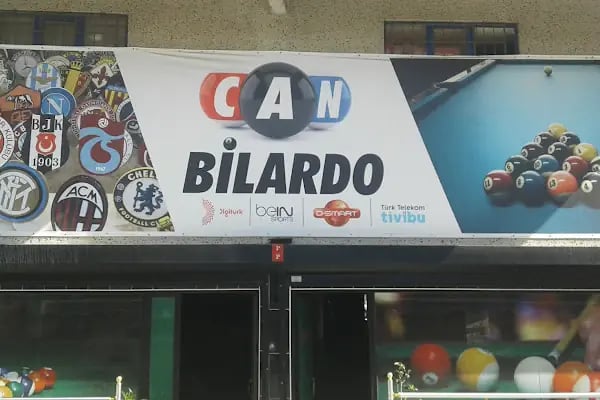 CAN
BİLARDO
Digiturk
beIN
SPORTS
D-SMART
Türk Telekom
tivibu
BJK
1903
ACM
CHELSEA
FOOTBALL CLUB